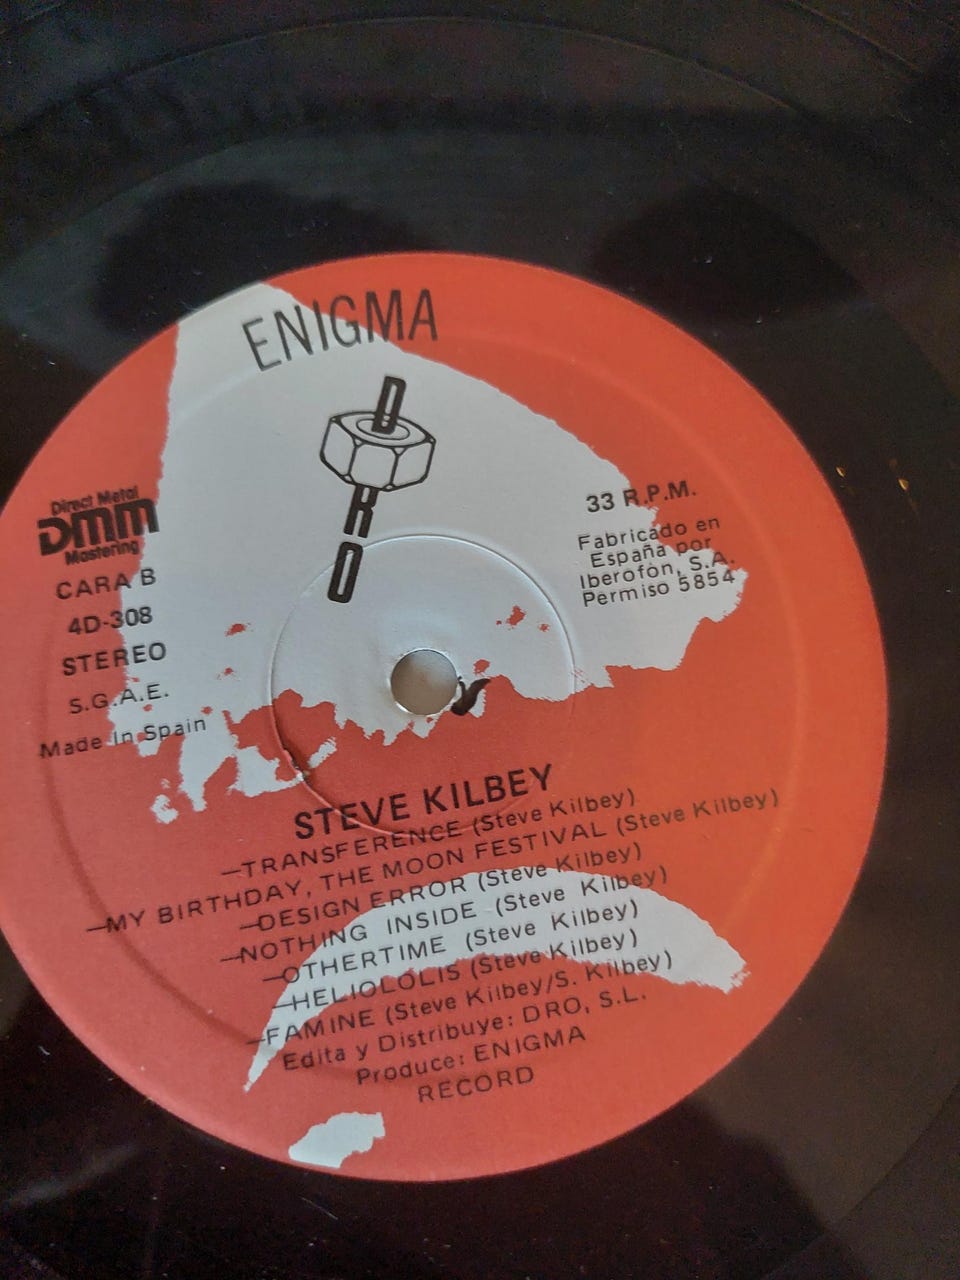 ENIGMA
DRO
Direct Metal
DMM
Mastering
CARA B
4D-308
STEREO
S.G.A.E.
Made In Spain
33 R.P.M.
Fabricado en
España por
Iberofòn, S.A.
Permiso 5854
STEVE KILBEY
—TRANSFERENCE (Steve Kilbey)
—MY BIRTHDAY, THE MOON FESTIVAL (Steve Kilbey)
—DESIGN ERROR (Steve Kilbey)
—NOTHING INSIDE (Steve Kilbey)
—OTHERTIME (Steve Kilbey)
—HELIOLOLIS (Steve Kilbey)
—FAMINE (Steve Kilbey/S. Kilbey)
Edita y Distribuye: DRO, S.L.
Produce: ENIGMA
RECORD